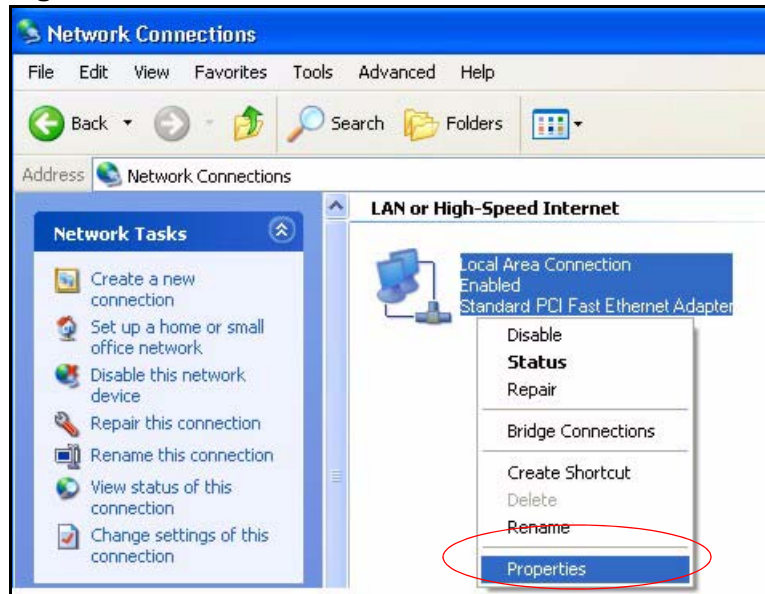 Network Connections
File Edit View Favorites Tools Advanced Help
Back Search Folders
Address Network Connections
Network Tasks
Create a new
connection
Set up a home or small
office network
Disable this network
device
Repair this connection
Rename this connection
View status of this
connection
Change settings of this
connection
LAN or High-Speed Internet
Local Area Connection
Enabled
Standard PCI Fast Ethernet Adapter
Disable
Status
Repair
Bridge Connections
Create Shortcut
Delete
Rename
Properties